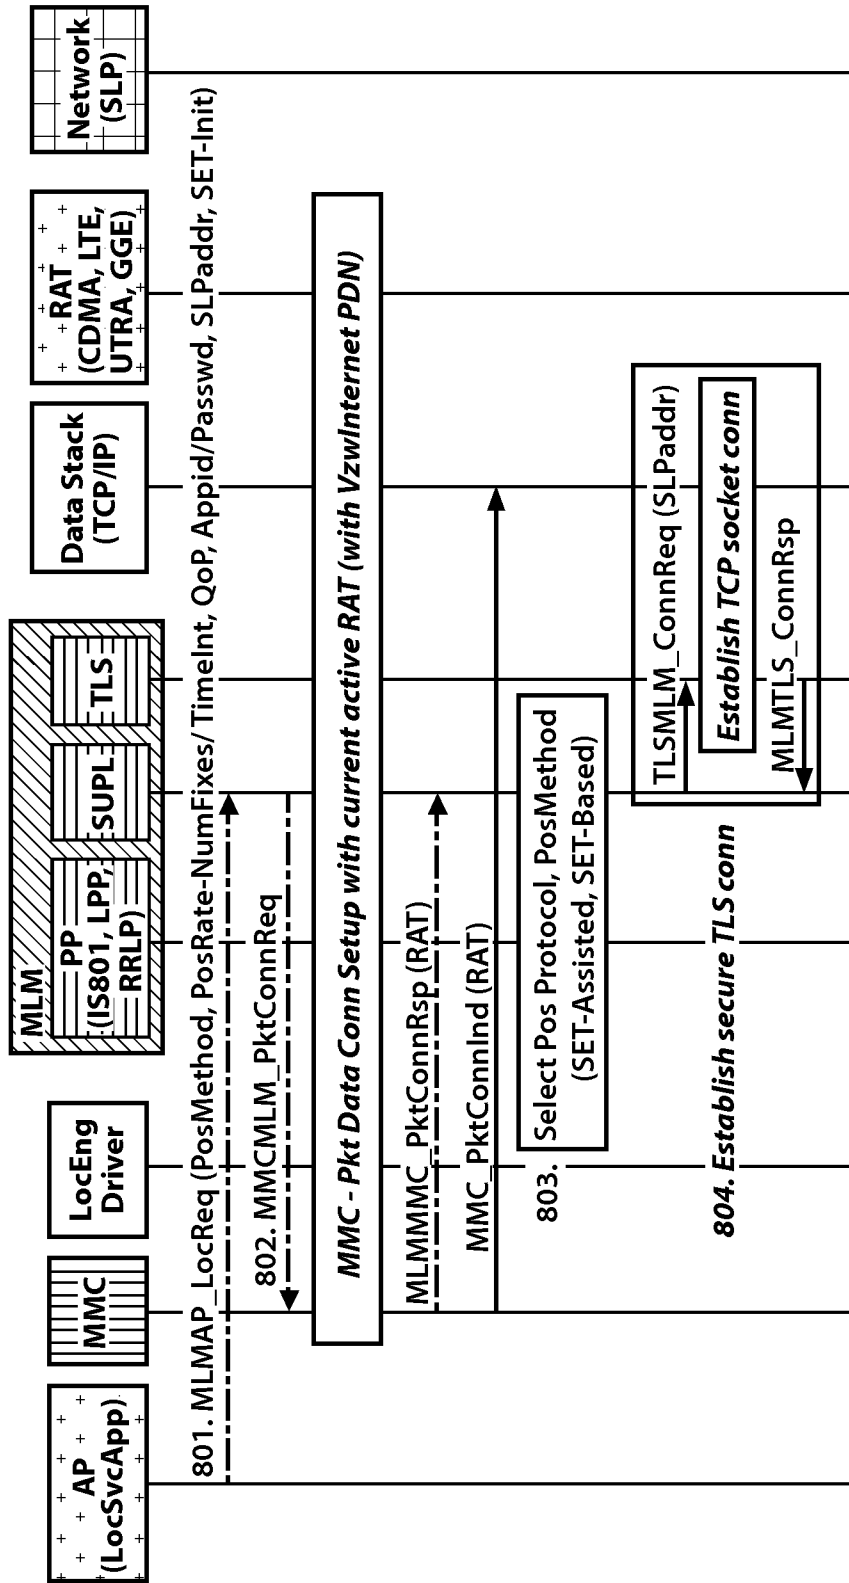 AP
(LocSvcApp)
MMC
LocEng
Driver
MLM
PP
(IS801, LPP,
RRLP)
SUPL
TLS
Data Stack
(TCP/IP)
RAT
(CDMA, LTE,
UTRA, GGE)
Network
(SLP)
801. MLMAP_LocReq (PosMethod, PosRate-NumFixes/ TimeInt, QoP, Appid/Passwd, SLPaddr, SET-Init)
802. MMCMLM_PktConnReq
MMC - Pkt Data Conn Setup with current active RAT (with VzwInternet PDN)
MLMMMC_PktConnRsp (RAT)
MMC_PktConnInd (RAT)
803. Select Pos Protocol, PosMethod
(SET-Assisted, SET-Based)
TLSMLM_ConnReq (SLPaddr)
804. Establish secure TLS conn
Establish TCP socket conn
MLMTLS_ConnRsp